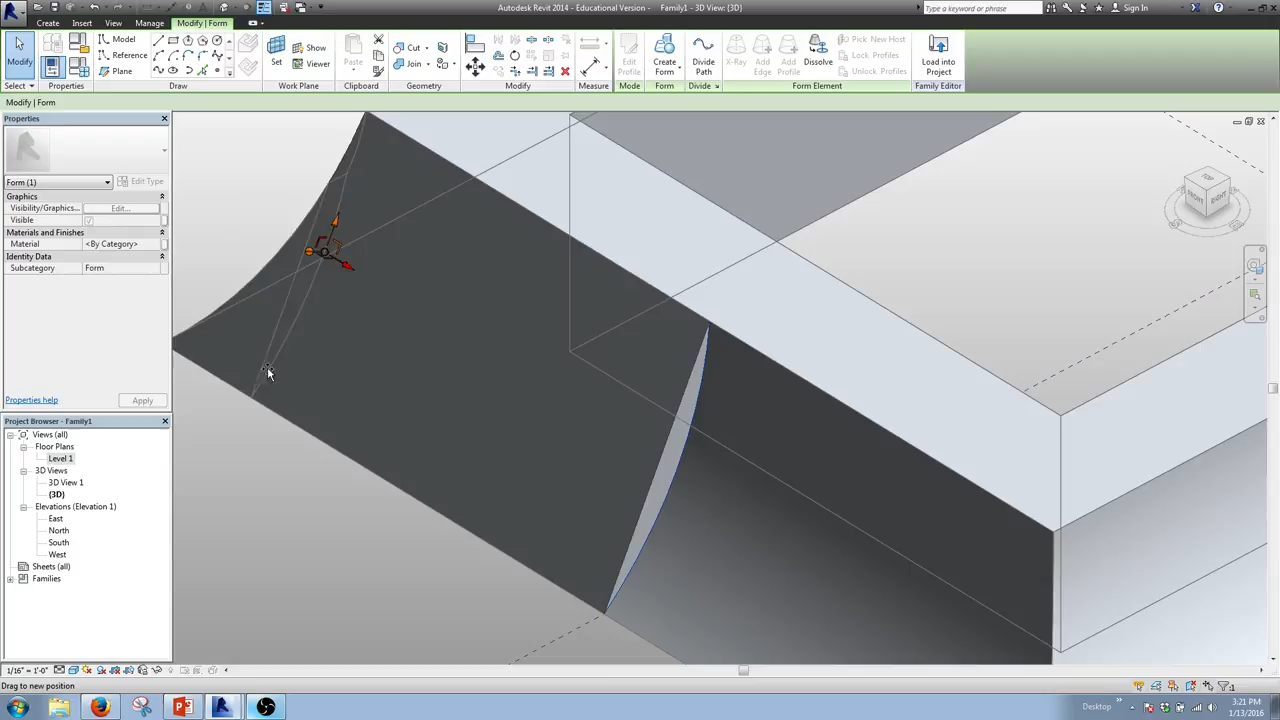 Autodesk Revit 2014 - Educational Version - Family1 - 3D View: {3D}
Type a keyword or phrase
Sign In
Create
Insert
View
Manage
Modify | Form
Modify
Model
Reference
Plane
Set
Show
Viewer
Paste
Cut
Join
Edit Profile
Create Form
Divide Path
X-Ray
Add Edge
Add Profile
Dissolve
Pick New Host
Lock Profiles
Unlock Profiles
Load into Project
Select
Properties
Draw
Work Plane
Clipboard
Geometry
Modify
Measure
Mode
Form
Divide
Form Element
Family Editor
Modify | Form
Properties
Form (1)
Edit Type
Graphics
Visibility/Graphics...
Edit...
Visible
Materials and Finishes
Material
<By Category>
Identity Data
Subcategory
Form
Properties help
Apply
Project Browser - Family1
Views (all)
Floor Plans
Level 1
3D Views
3D View 1
{3D}
Elevations (Elevation 1)
East
North
South
West
Sheets (all)
Families
TOP
FRONT
RIGHT
1/16" = 1'-0"
Drag to new position
:1
Desktop
3:21 PM
1/13/2016